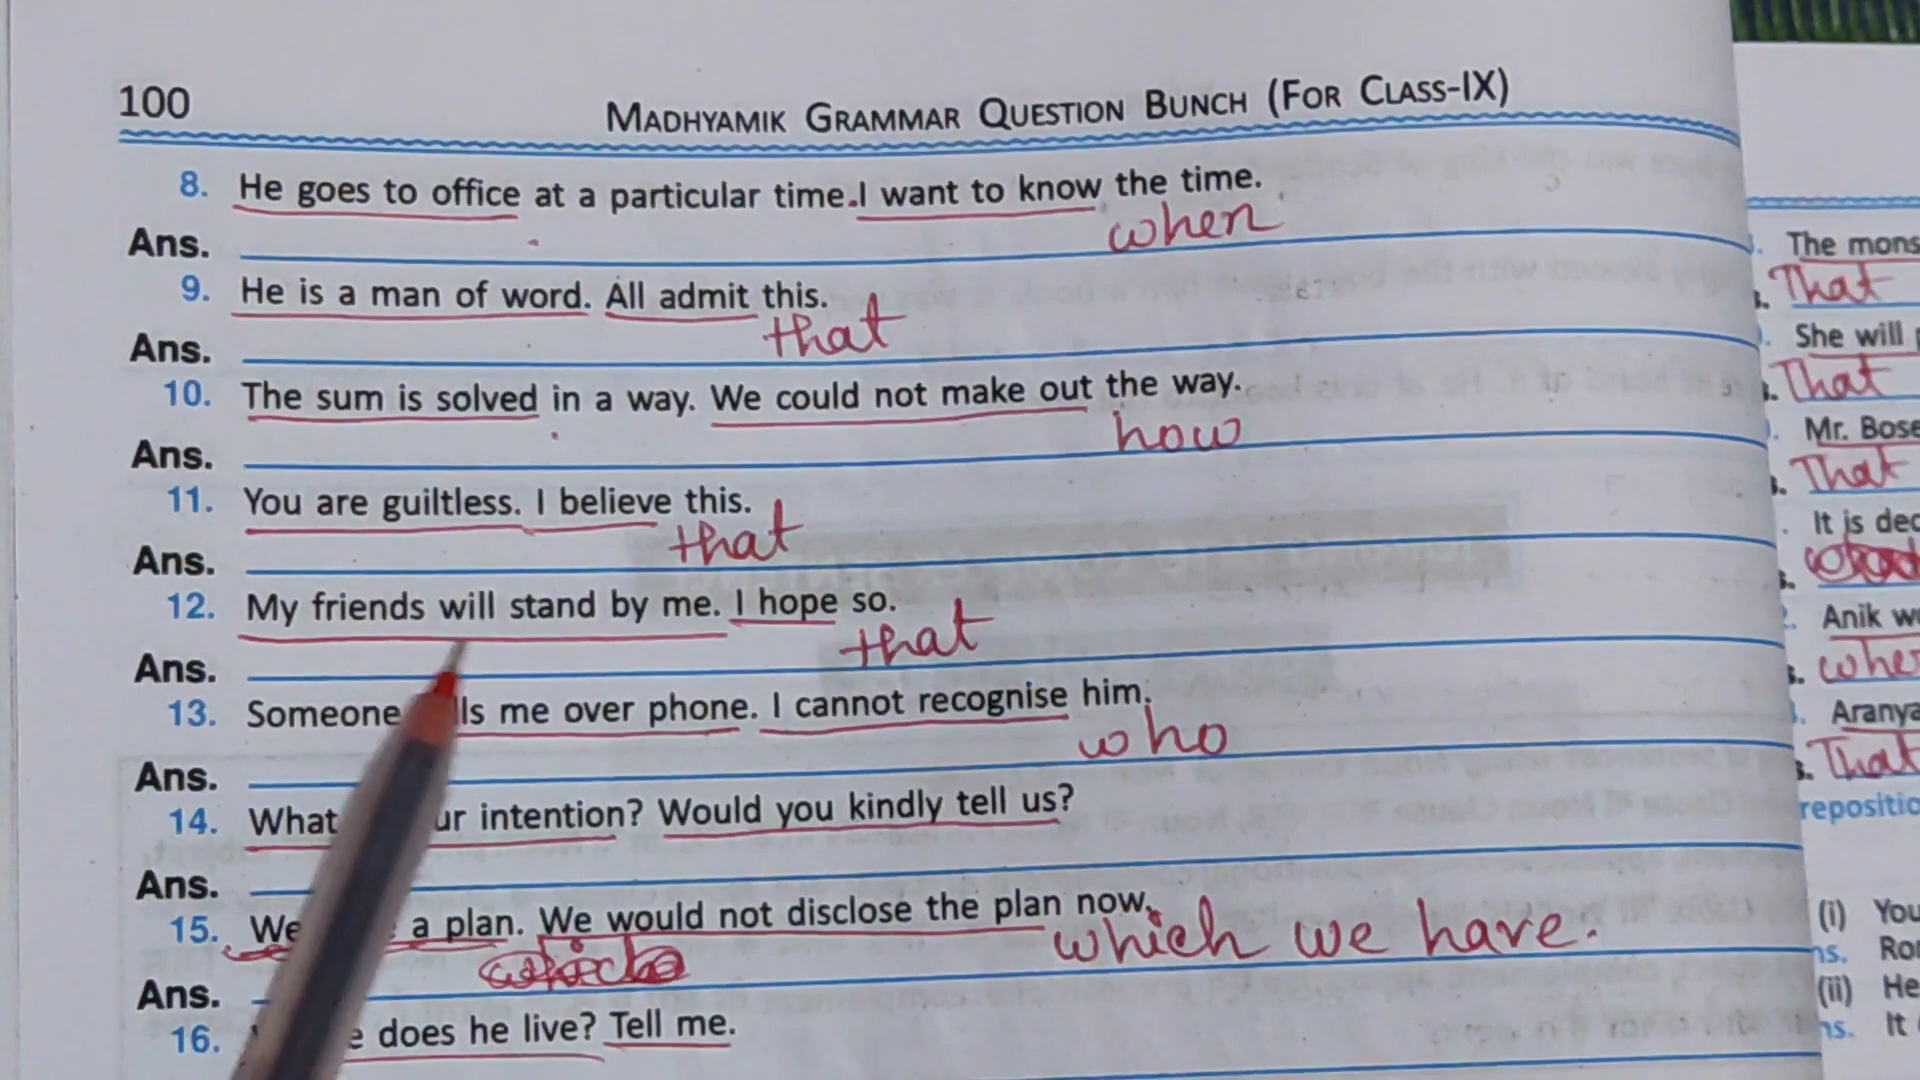 100 MADHYAMIK GRAMMAR QUESTION BUNCH (FOR CLASS-IX)
8. He goes to office at a particular time.I want to know the time.
when
Ans.
9. He is a man of word. All admit this.
that
Ans.
10. The sum is solved in a way. We could not make out the way.
how
Ans.
11. You are guiltless. I believe this.
that
Ans.
12. My friends will stand by me. I hope so.
that
Ans.
13. Someone me over phone. I cannot recognise him.
who
Ans.
14. What intention? Would you kindly tell us?
Ans.
15. We a plan. We would not disclose the plan now.
which we have.
Ans.
16. does he live? Tell me.
The
That
She will
That
Mr. Bose
That
It is
Anik
Aranya
That
(i) You
(ii) He
It